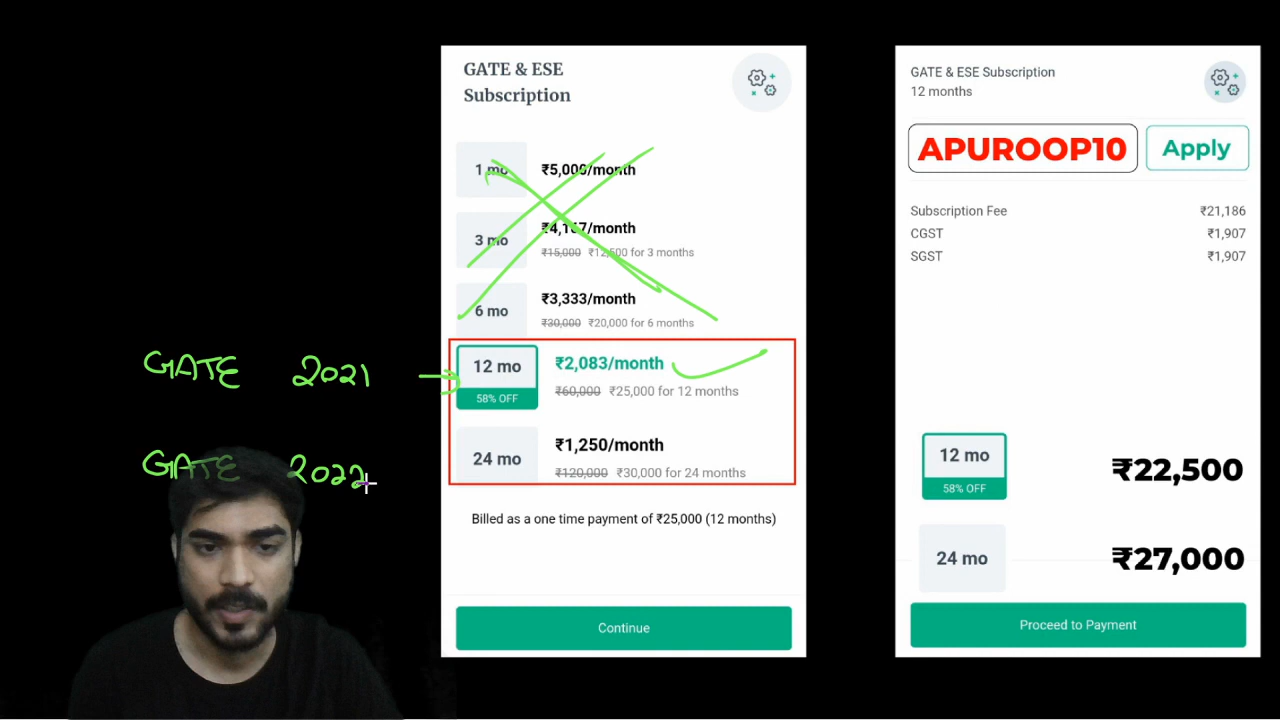 GATE 2021
GATE 2022
GATE & ESE
Subscription
1 mo
₹5,000/month
3 mo
₹4,167/month
₹15,000 ₹12,500 for 3 months
6 mo
₹3,333/month
₹30,000 ₹20,000 for 6 months
12 mo
58% OFF
₹2,083/month
₹60,000 ₹25,000 for 12 months
24 mo
₹1,250/month
₹120,000 ₹30,000 for 24 months
Billed as a one time payment of ₹25,000 (12 months)
Continue
GATE & ESE Subscription
12 months
APUROOP10 Apply
Subscription Fee ₹21,186
CGST ₹1,907
SGST ₹1,907
12 mo ₹22,500
58% OFF
24 mo ₹27,000
Proceed to Payment